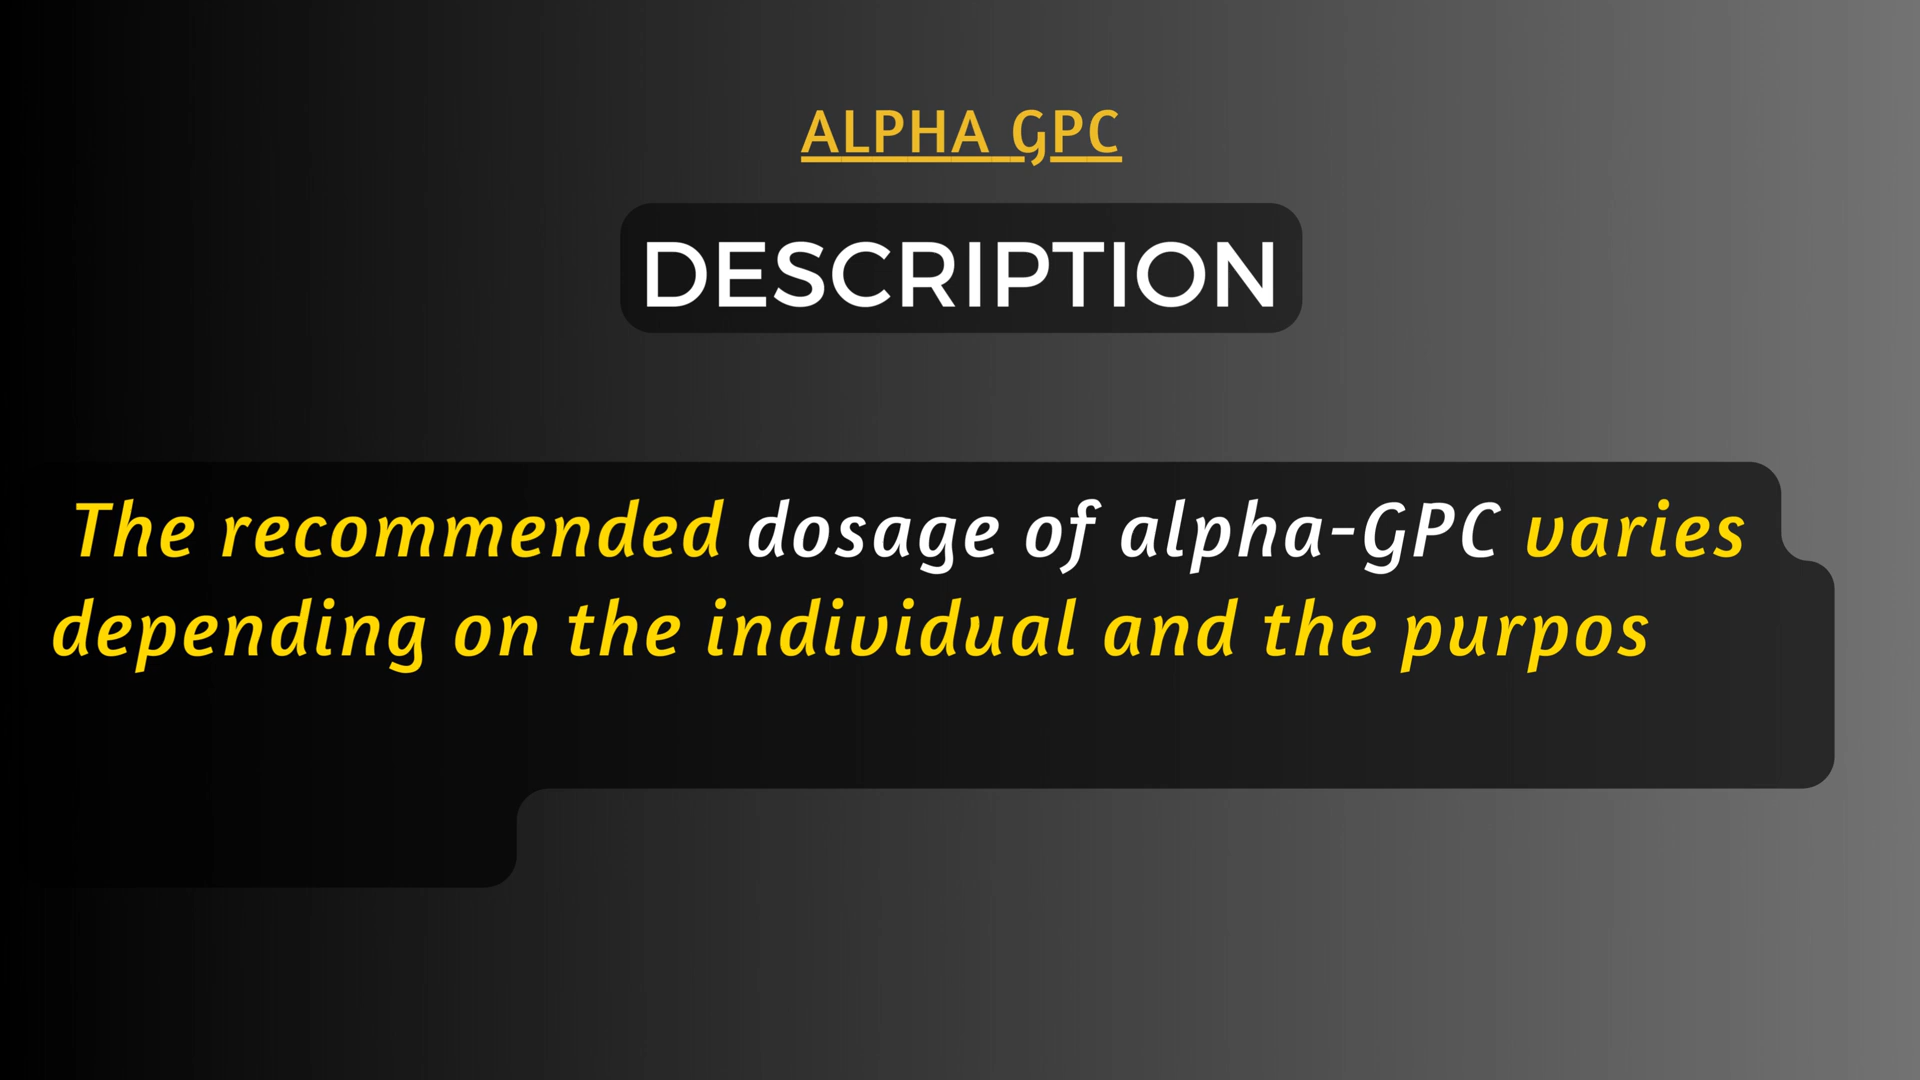 ALPHA GPC
DESCRIPTION
The recommended dosage of alpha-GPC varies
depending on the individual and the purpos